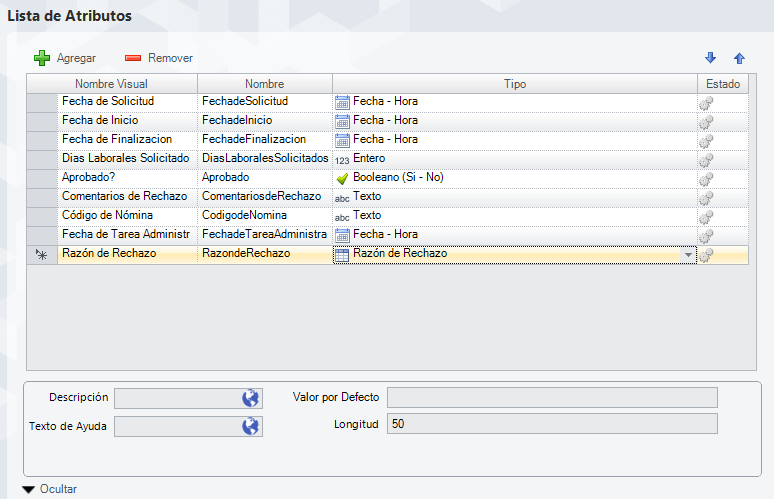 Lista de Atributos
Agregar Remover
Nombre Visual Nombre Tipo Estado
Fecha de Solicitud FechadeSolicitud Fecha - Hora
Fecha de Inicio FechadeInicio Fecha - Hora
Fecha de Finalizacion FechadeFinalizacion Fecha - Hora
Dias Laborales Solicitado DiasLaboralesSolicitados 123 Entero
Aprobado? Aprobado Booleano (Si - No)
Comentarios de Rechazo ComentariosdeRechazo abc Texto
Código de Nómina CodigodeNomina abc Texto
Fecha de Tarea Administr FechadeTareaAdministra Fecha - Hora
Razón de Rechazo RazondeRechazo Razón de Rechazo
Descripción Valor por Defecto
Texto de Ayuda Longitud 50
Ocultar